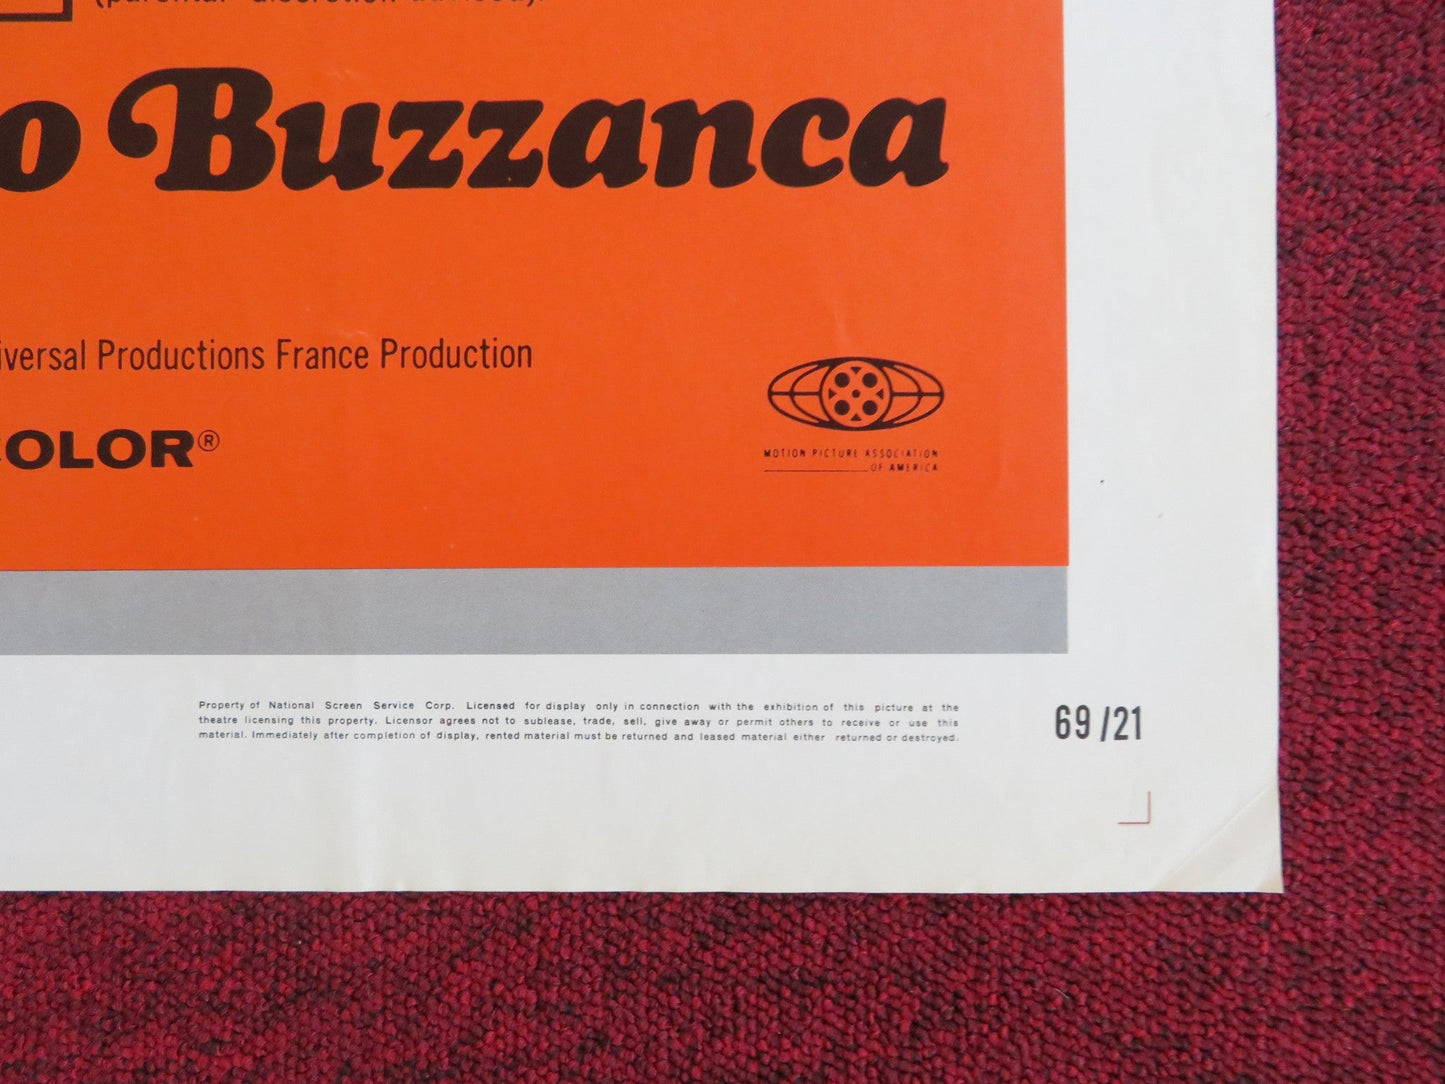 (parental discretion advised).
o Buzzanca
iversal Productions France Production
COLOR®
MOTION PICTURE ASSOCIATION
OF AMERICA
Property of National Screen Service Corp. Licensed for display only in connection with the exhibition of this picture at the
theatre licensing this property. Licensor agrees not to sublease, trade, sell, give away or permit others to receive or use this
material. Immediately after completion of display, rented material must be returned and leased material either returned or destroyed.
69/21